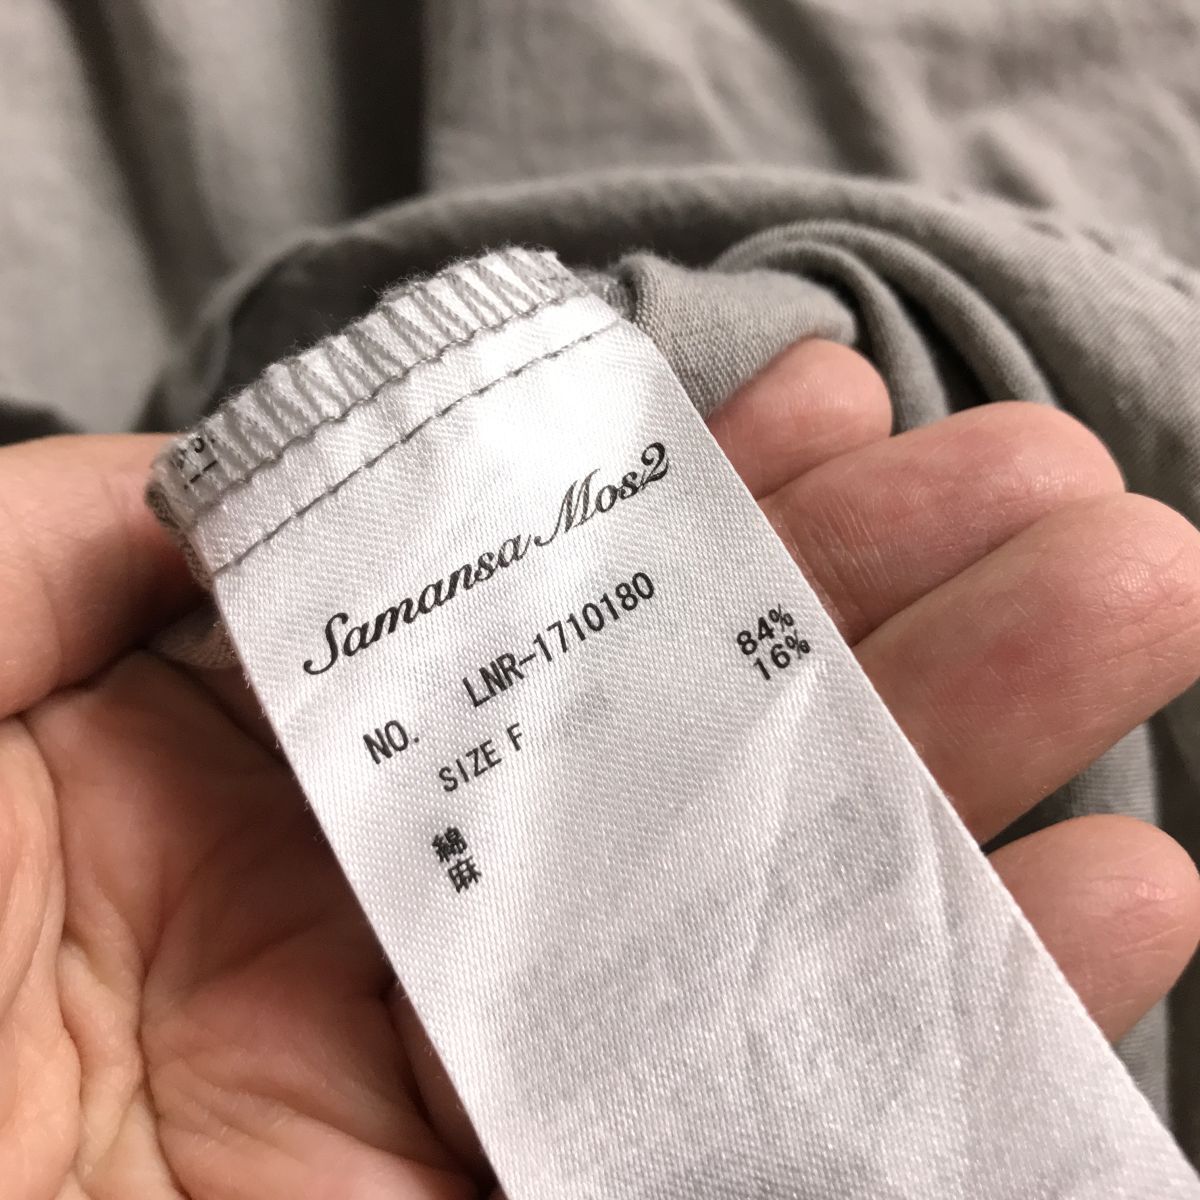 Samansa Mos2
NO. LNR-1710180
SIZE F
綿 84%
麻 16%